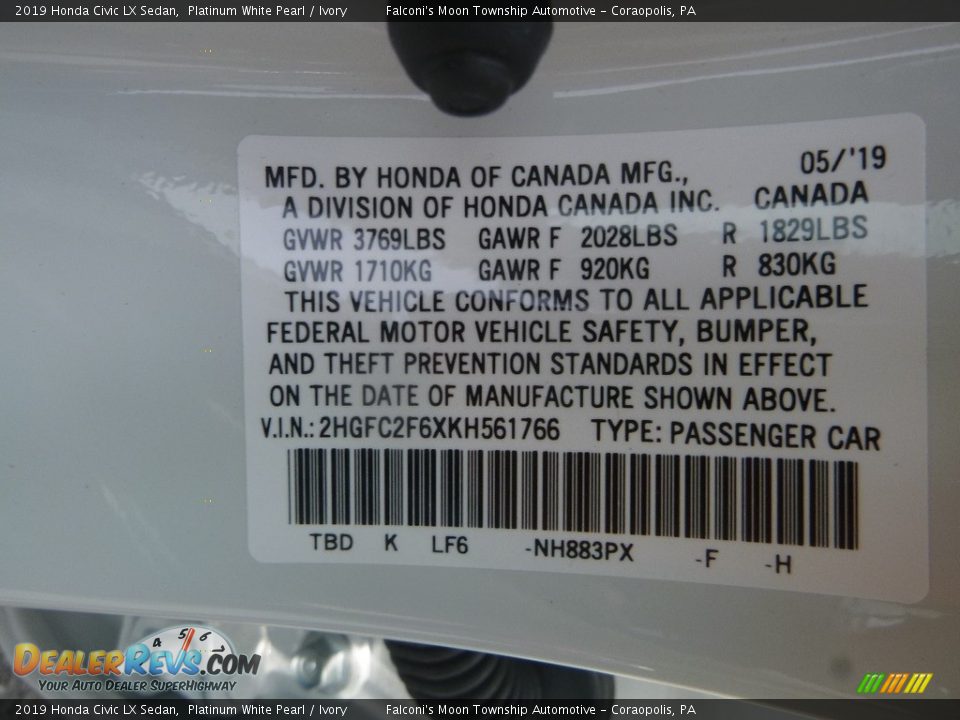 2019 Honda Civic LX Sedan, Platinum White Pearl / Ivory Falconi's Moon Township Automotive - Coraopolis, PA
MFD. BY HONDA OF CANADA MFG., 05/'19
A DIVISION OF HONDA CANADA INC. CANADA
GVWR 3769LBS GAWR F 2028LBS R 1829LBS
GVWR 1710KG GAWR F 920KG R 830KG
THIS VEHICLE CONFORMS TO ALL APPLICABLE
FEDERAL MOTOR VEHICLE SAFETY, BUMPER,
AND THEFT PREVENTION STANDARDS IN EFFECT
ON THE DATE OF MANUFACTURE SHOWN ABOVE.
V.I.N.: 2HGFC2F6XKH561766 TYPE: PASSENGER CAR
TBD K LF6 -NH883PX -F -H
4 5 6
DEALERREVS.COM
YOUR AUTO DEALER SUPERHIGHWAY
2019 Honda Civic LX Sedan, Platinum White Pearl / Ivory Falconi's Moon Township Automotive - Coraopolis, PA